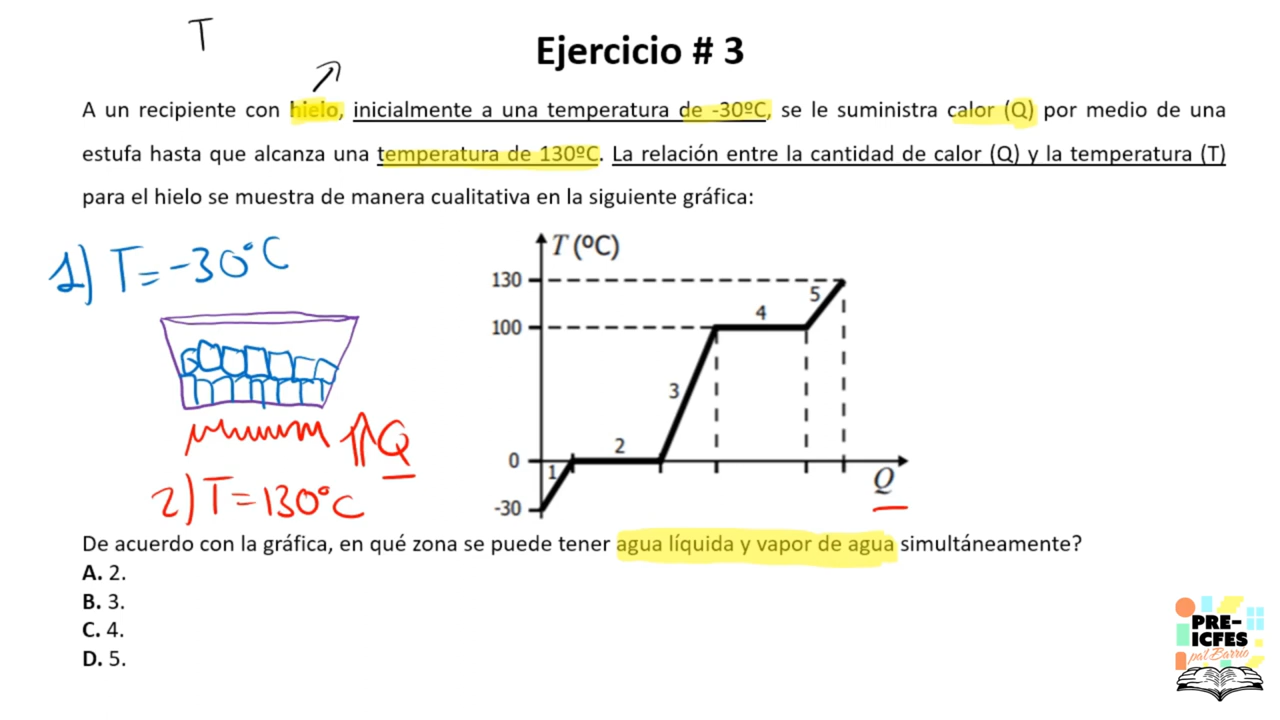 T
Ejercicio # 3
A un recipiente con hielo, inicialmente a una temperatura de -30ºC, se le suministra calor (Q) por medio de una
estufa hasta que alcanza una temperatura de 130ºC. La relación entre la cantidad de calor (Q) y la temperatura (T)
para el hielo se muestra de manera cualitativa en la siguiente gráfica:
1) T=-30°C
Q
2) T=130°C
T (ºC)
130
5
4
100
3
2
0
1
Q
-30
De acuerdo con la gráfica, en qué zona se puede tener agua líquida y vapor de agua simultáneamente?
A. 2.
B. 3.
C. 4.
D. 5.
PRE-
ICFES
pa'l Barrio